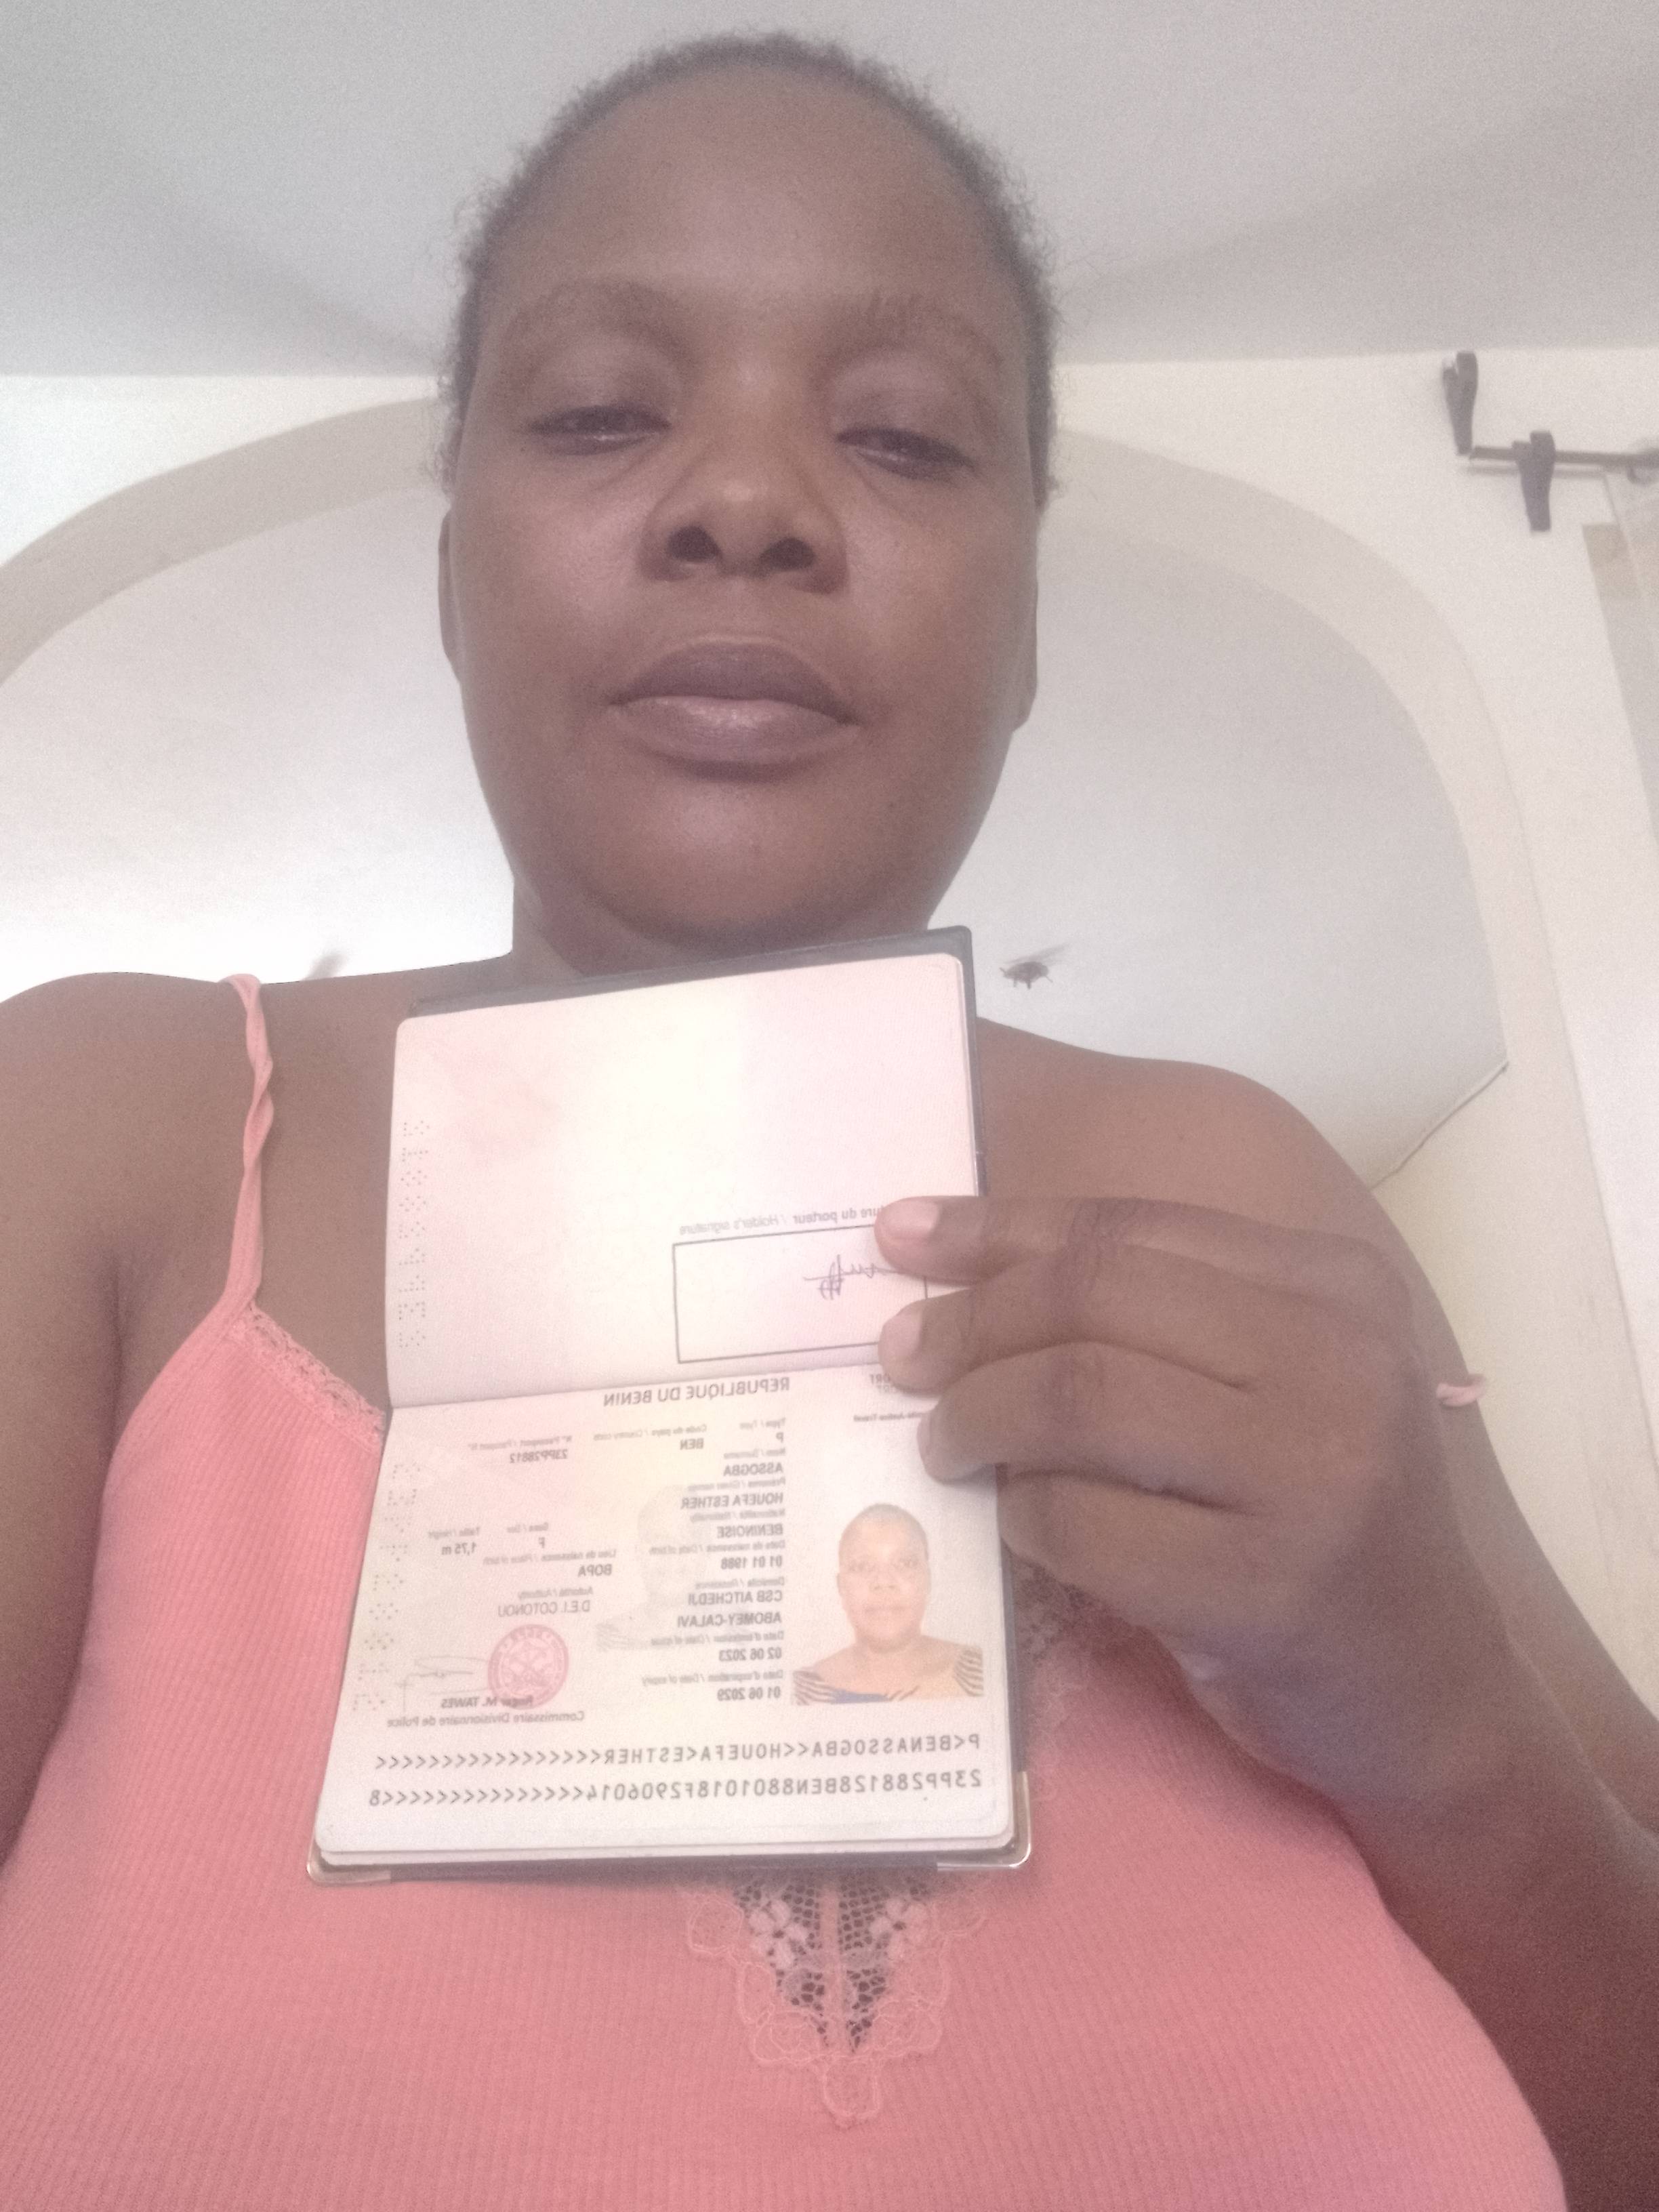 ture du porteur / Holder's signature
REPUBLIQUE DU BENIN
Type / Type
Code du pays / Country code
N° Passeport / Passport N°
P
BEN
23PP28812
Nom / Surname
ASSOGBA
Prénoms / Given names
HOUEFA ESTHER
Nationalité / Nationality
BENINOISE
Sexe / Sex
Taille / Height
F
1,75 m
Date de naissance / Date of birth
Lieu de naissance / Place of birth
01 01 1988
BOPA
Domicile / Residence
Autorité / Authority
CSB AITCHEDJI
D.E.I. COTONOU
ABOMEY-CALAVI
Date d'émission / Date of issue
02 06 2023
Date d'expiration / Date of expiry
01 06 2029
Roger M. TAWES
Commissaire Divisionnaire de Police
P<BENASSOGBA<<HOUEFA<ESTHER<<<<<<<<<<<<<<<<<
23PP288128BEN8801018F2906014<<<<<<<<<<<<<<<8